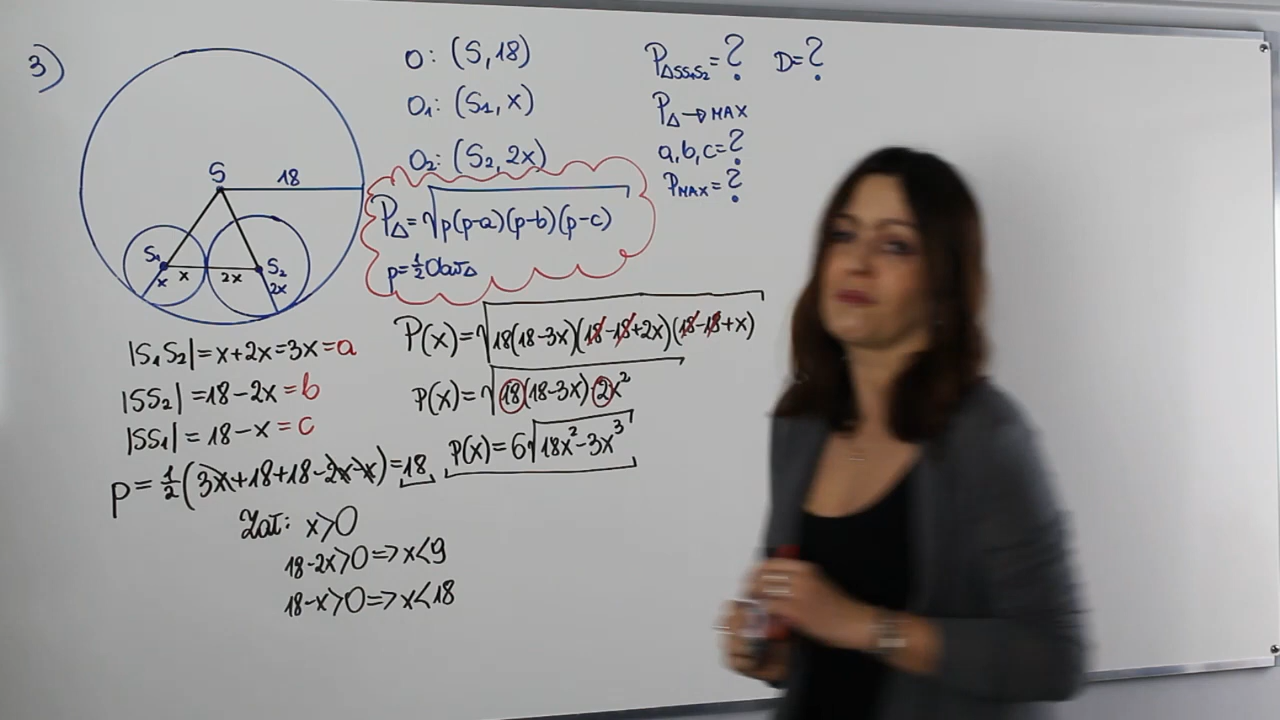 3)
S
18
S₁
x
x
2x
S₂
2x
O: (S, 18)
O₁: (S₁, x)
O₂: (S₂, 2x)
P△SS₁S₂ = ? D = ?
P△ → MAX
a, b, c = ?
PMAX = ?
P△ = √p(p-a)(p-b)(p-c)
p = ½ Obw△
|S₁S₂| = x + 2x = 3x = a
|SS₂| = 18 - 2x = b
|SS₁| = 18 - x = c
p = ½(3x + 18 + 18 - 2x - x) = 18
Zał: x > 0
18 - 2x > 0 => x < 9
18 - x > 0 => x < 18
P(x) = √18(18-3x)(18-18+2x)(18-18+x)
P(x) = √18(18-3x)·2x²
P(x) = 6√18x² - 3x³